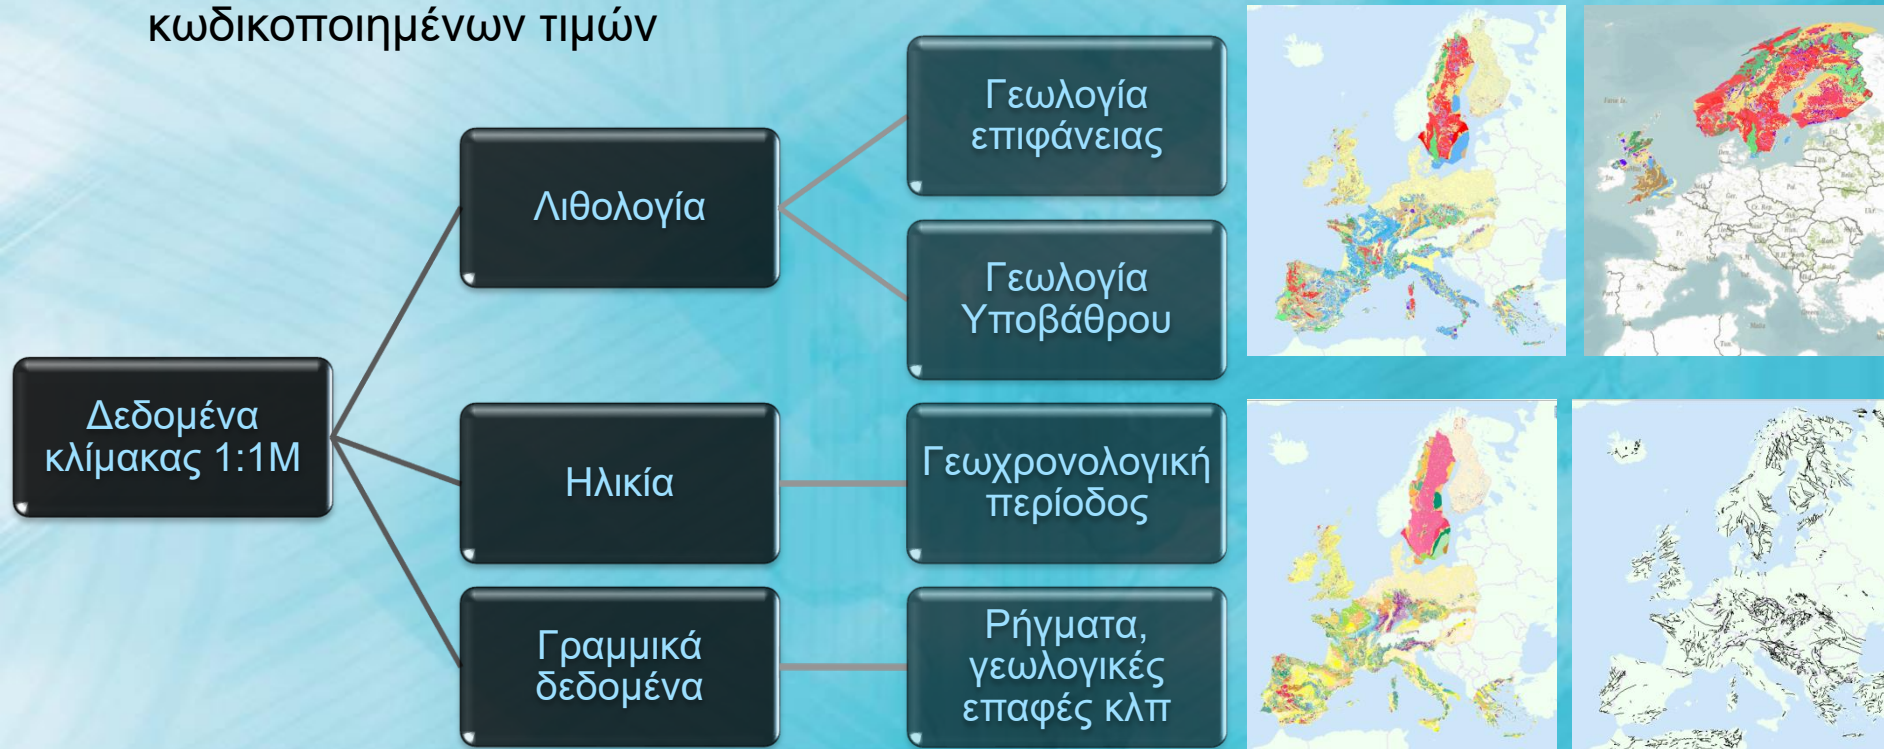 κωδικοποιημένων τιμών
Δεδομένα
κλίμακας 1:1Μ
Λιθολογία
Γεωλογία
επιφάνειας
Γεωλογία
Υποβάθρου
Ηλικία
Γεωχρονολογική
περίοδος
Γραμμικά
δεδομένα
Ρήγματα,
γεωλογικές
επαφές κλπ